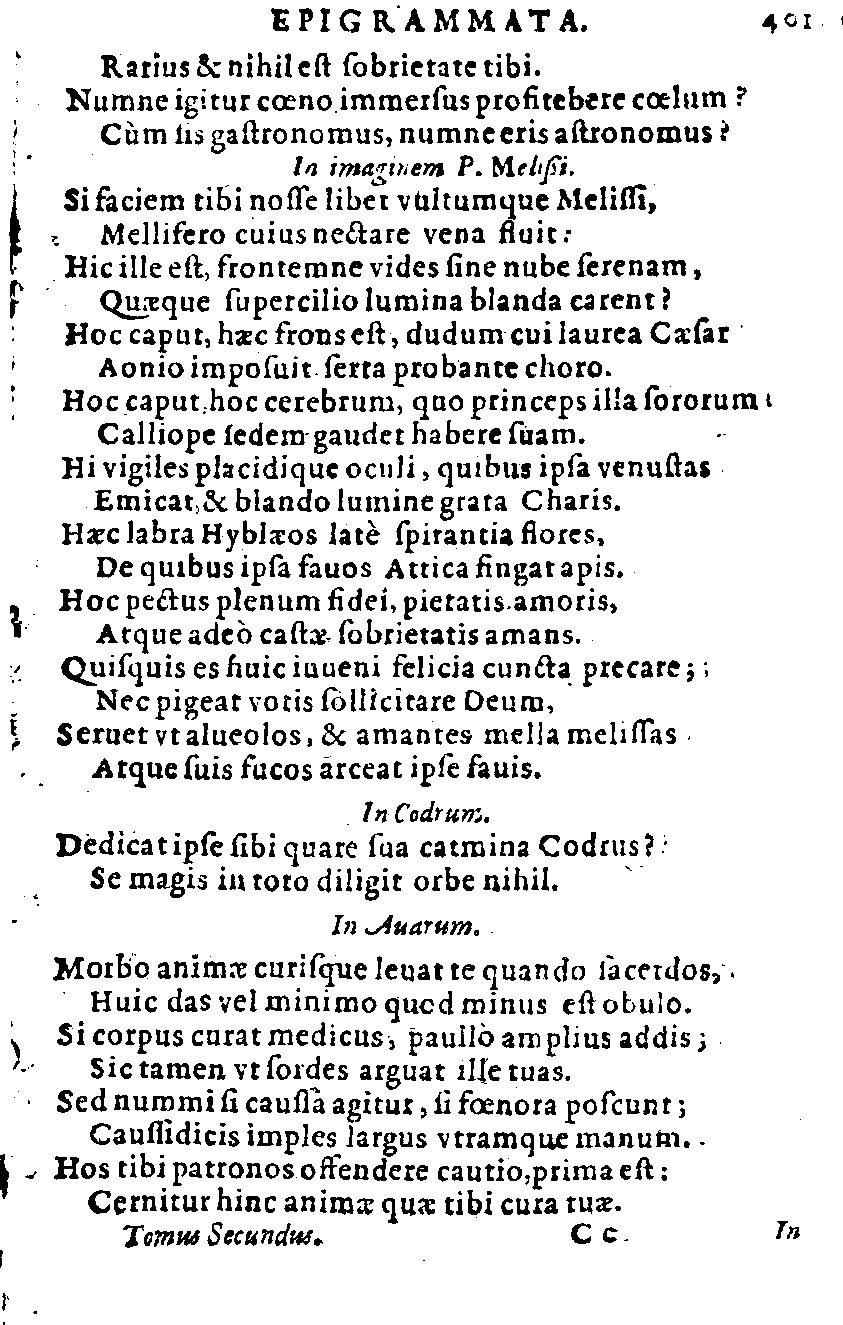 EPIGRAMMATA. 401
Rarius & nihil eſt ſobrietate tibi.
Numne igitur cœno immerſus profitebere cœlum?
Cùm ſis gaſtronomus, numne eris aſtronomus?
In imaginem P. Meliſſi.
Si faciem tibi noſſe libet vultumque Meliſſi,
Mellifero cuius nectare vena fluit:
Hic ille eſt, frontemne vides ſine nube ſerenam,
Quæque ſupercilio lumina blanda carent?
Hoc caput, hæc frons eſt, dudum cui laurea Cæſar
Aonio impoſuit ſerta probante choro.
Hoc caput, hoc cerebrum, quo princeps illa ſororum
Calliope ſedem gaudet habere ſuam.
Hi vigiles placidique oculi, quibus ipſa venuſtas
Emicat, & blando lumine grata Charis.
Hæc labra Hyblæos latè ſpirantia flores,
De quibus ipſa fauos Attica fingat apis.
Hoc pectus plenum fidei, pietatis amoris,
Atque adeò caſtæ ſobrietatis amans.
Quiſquis es huic iuueni felicia cuncta precare;
Nec pigeat votis ſollicitare Deum,
Seruet vt alueolos, & amantes mella meliſſas
Atque ſuis fucos arceat ipſe fauis.
In Codrum.
Dedicat ipſe ſibi quare ſua catmina Codrus?
Se magis in toto diligit orbe nihil.
In Auarum.
Morbo animæ curiſque leuat te quando ſacerdos,
Huic das vel minimo quod minus eſt obulo.
Si corpus curat medicus, paullò amplius addis;
Sic tamen vt ſordes arguat ille tuas.
Sed nummi ſi cauſſa agitur, ſi fœnora poſcunt;
Cauſſidicis imples largus vtramque manum.
Hos tibi patronos offendere cautio, prima eſt:
Cernitur hinc animæ quæ tibi cura tuæ.
Tomus Secundus. C c. In